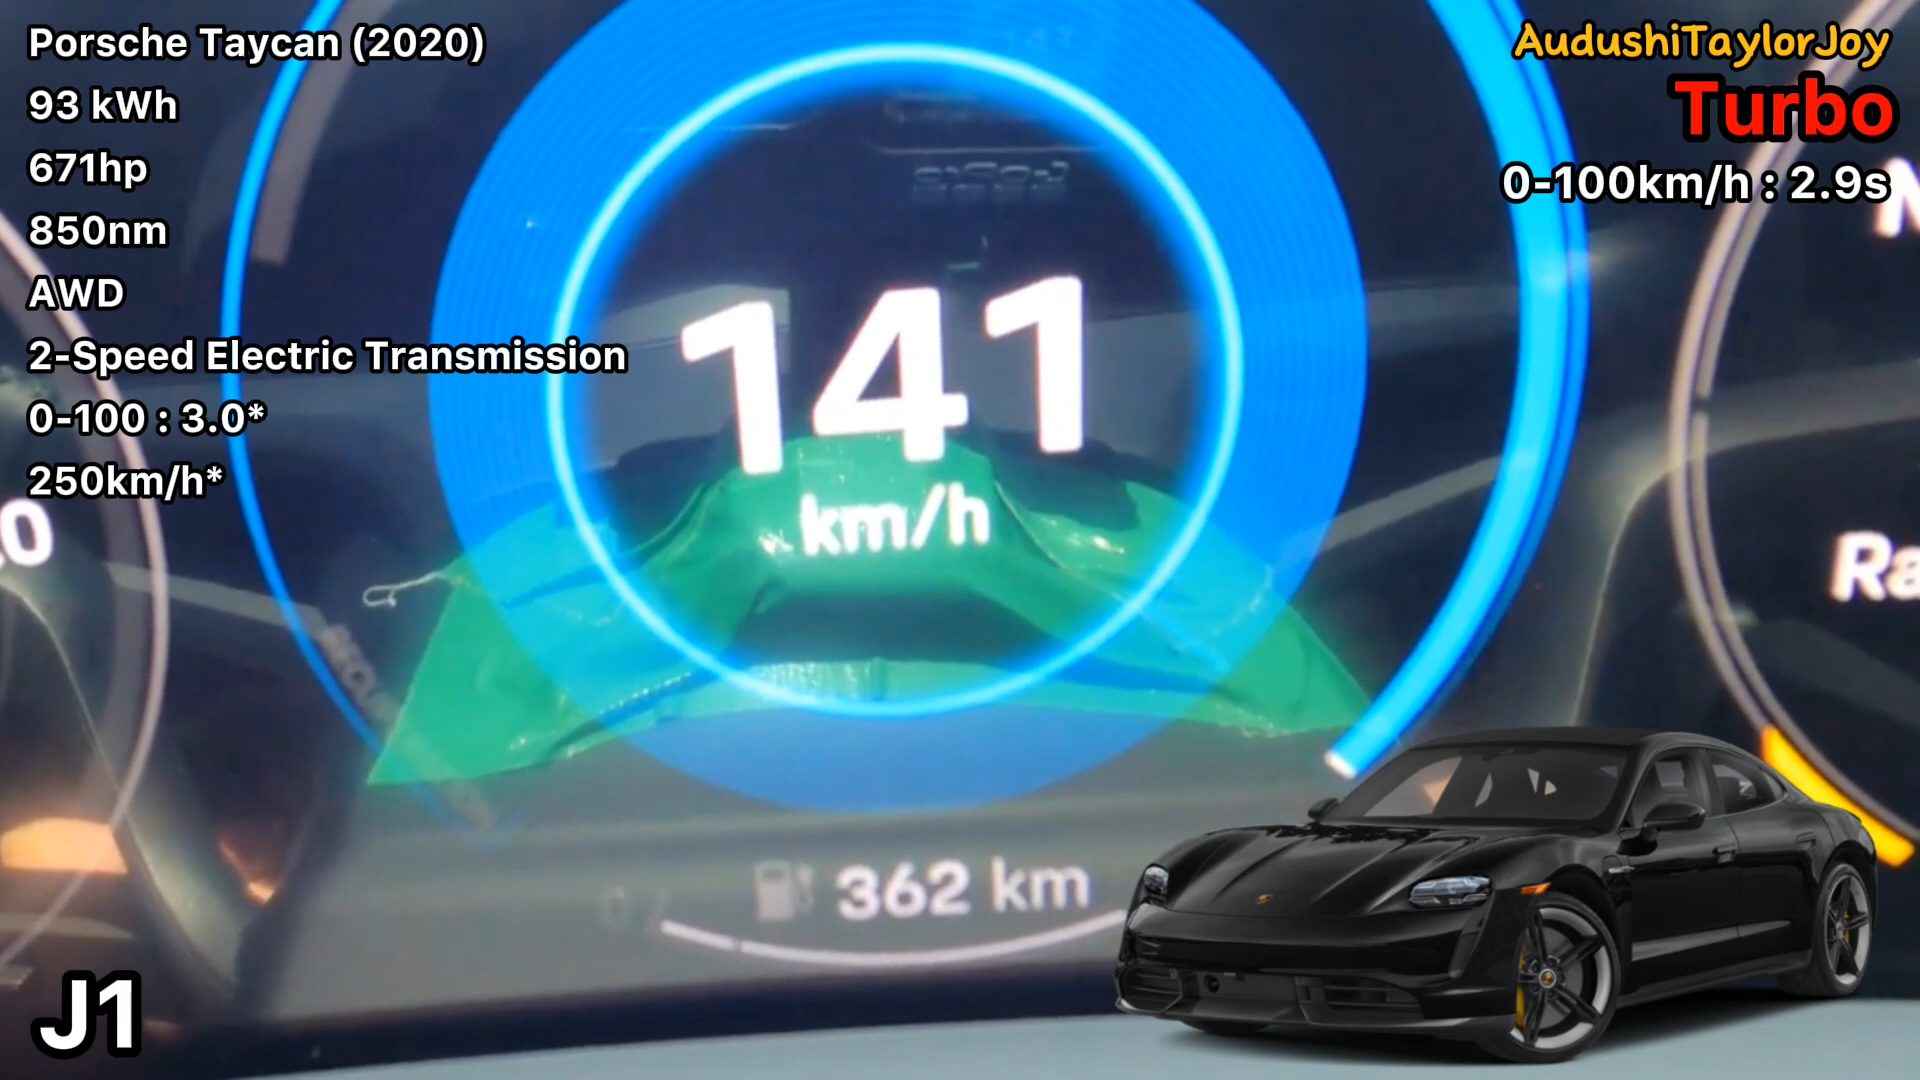 Porsche Taycan (2020)
93 kWh
671hp
850nm
AWD
2-Speed Electric Transmission
0-100 : 3.0*
250km/h*
AudushiTaylorJoy
Turbo
0-100km/h : 2.9s
141
km/h
362 km
J1